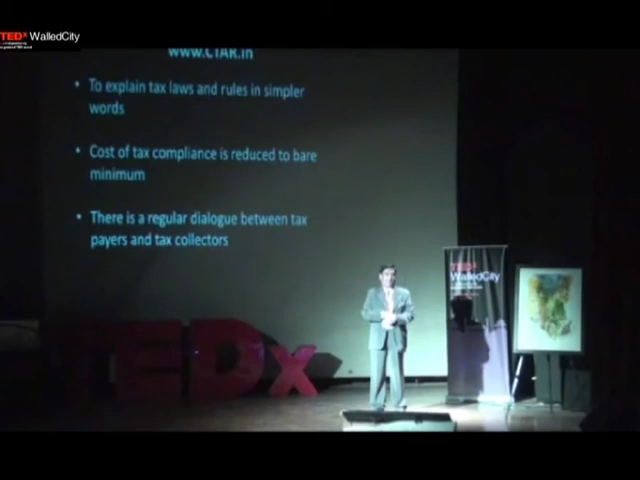 TEDx WalledCity
www.CTAR.in
• To explain tax laws and rules in simpler
words
• Cost of tax compliance is reduced to bare
minimum
• There is a regular dialogue between tax
payers and tax collectors
TEDx
WalledCity
TEDx